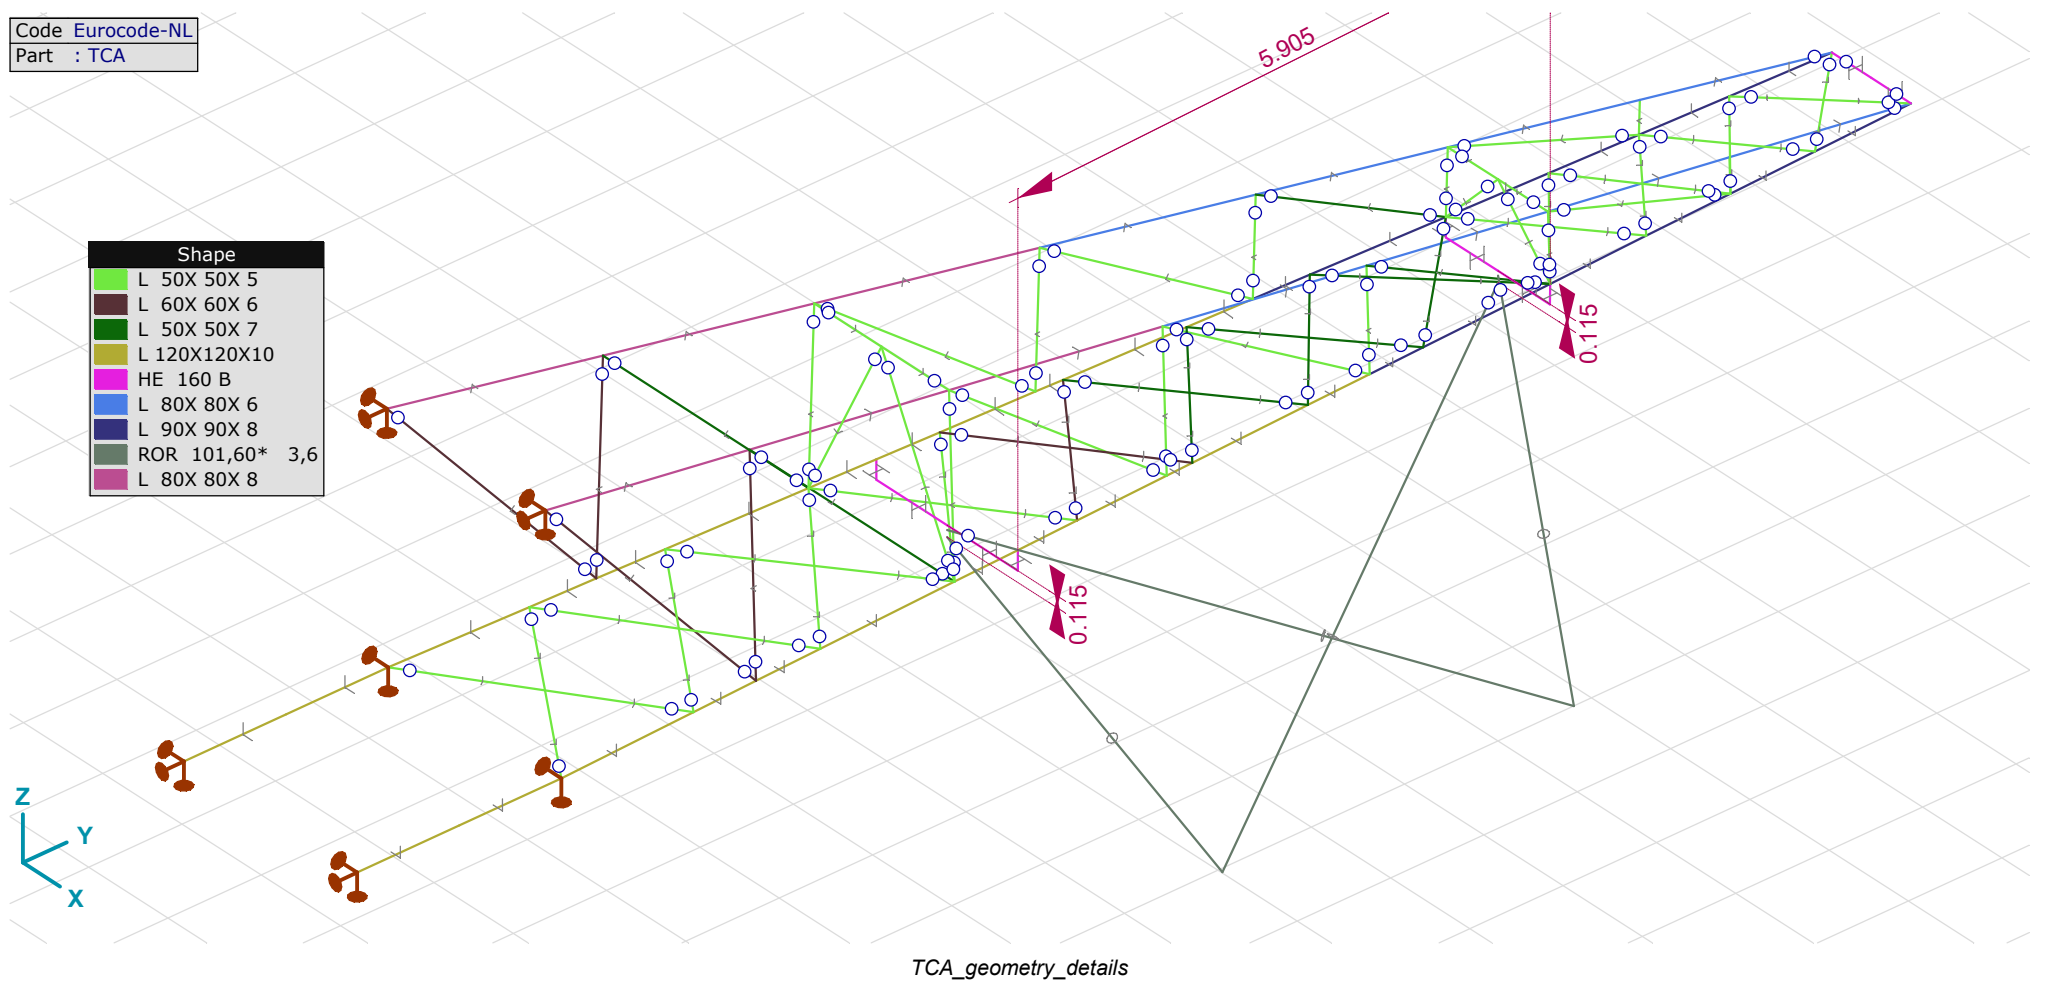 Code Eurocode-NL
Part : TCA
5.905
Shape
L 50X 50X 5
L 60X 60X 6
L 50X 50X 7
L 120X120X10
HE 160 B
L 80X 80X 6
L 90X 90X 8
ROR 101,60* 3,6
L 80X 80X 8
0.115
0.115
Z
Y
X
TCA_geometry_details